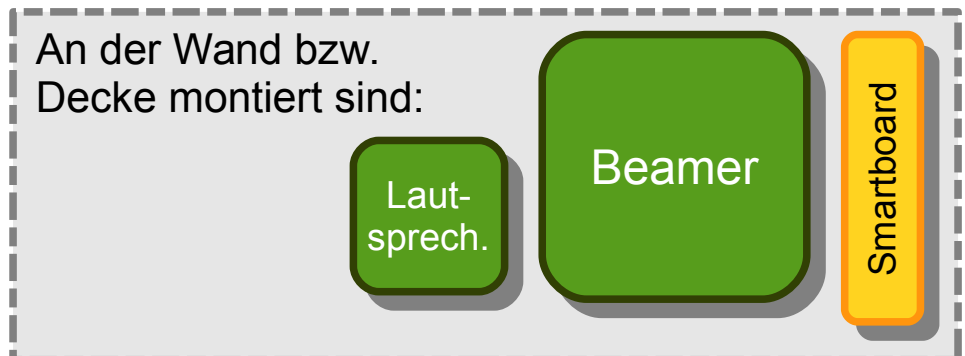 An der Wand bzw.
Decke montiert sind:
Laut-
sprech.
Beamer
Smartboard